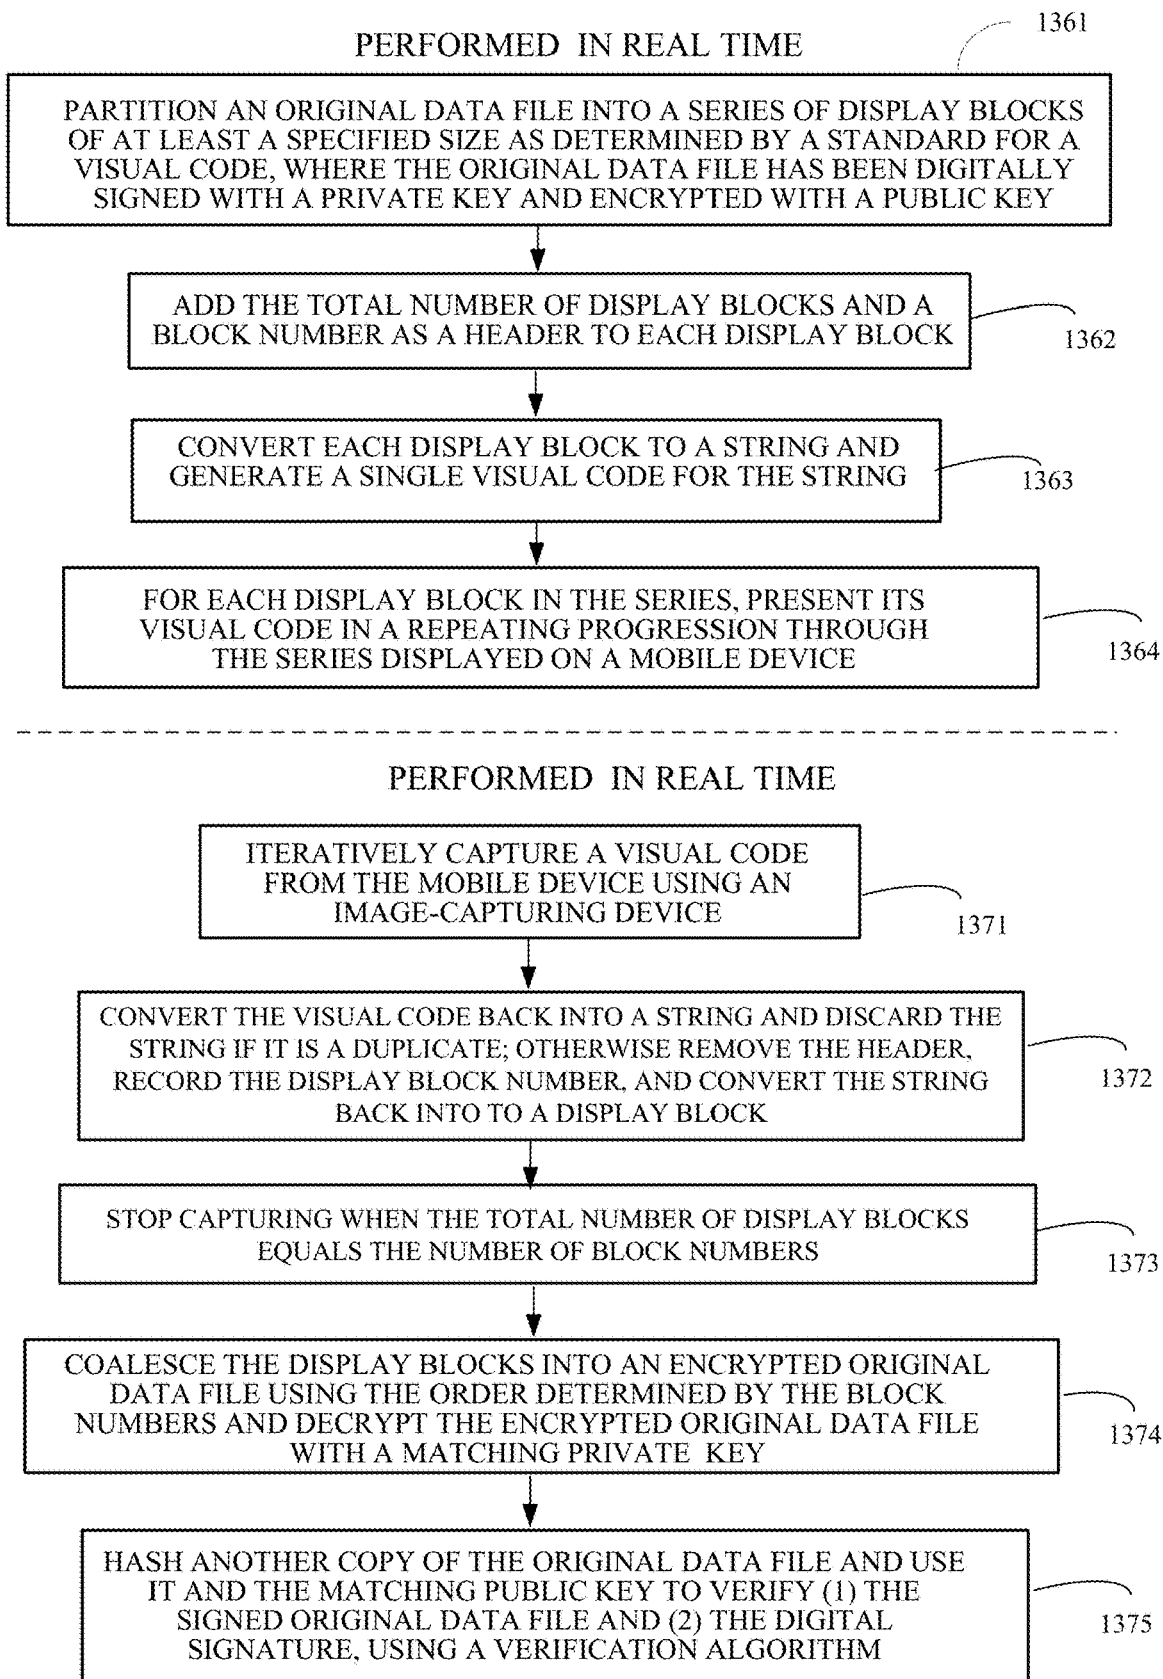 1361
PERFORMED IN REAL TIME
PARTITION AN ORIGINAL DATA FILE INTO A SERIES OF DISPLAY BLOCKS
OF AT LEAST A SPECIFIED SIZE AS DETERMINED BY A STANDARD FOR A
VISUAL CODE, WHERE THE ORIGINAL DATA FILE HAS BEEN DIGITALLY
SIGNED WITH A PRIVATE KEY AND ENCRYPTED WITH A PUBLIC KEY
ADD THE TOTAL NUMBER OF DISPLAY BLOCKS AND A
BLOCK NUMBER AS A HEADER TO EACH DISPLAY BLOCK
1362
CONVERT EACH DISPLAY BLOCK TO A STRING AND
GENERATE A SINGLE VISUAL CODE FOR THE STRING
1363
FOR EACH DISPLAY BLOCK IN THE SERIES, PRESENT ITS
VISUAL CODE IN A REPEATING PROGRESSION THROUGH
THE SERIES DISPLAYED ON A MOBILE DEVICE
1364
PERFORMED IN REAL TIME
ITERATIVELY CAPTURE A VISUAL CODE
FROM THE MOBILE DEVICE USING AN
IMAGE-CAPTURING DEVICE
1371
CONVERT THE VISUAL CODE BACK INTO A STRING AND DISCARD THE
STRING IF IT IS A DUPLICATE; OTHERWISE REMOVE THE HEADER,
RECORD THE DISPLAY BLOCK NUMBER, AND CONVERT THE STRING
BACK INTO TO A DISPLAY BLOCK
1372
STOP CAPTURING WHEN THE TOTAL NUMBER OF DISPLAY BLOCKS
EQUALS THE NUMBER OF BLOCK NUMBERS
1373
COALESCE THE DISPLAY BLOCKS INTO AN ENCRYPTED ORIGINAL
DATA FILE USING THE ORDER DETERMINED BY THE BLOCK
NUMBERS AND DECRYPT THE ENCRYPTED ORIGINAL DATA FILE
WITH A MATCHING PRIVATE KEY
1374
HASH ANOTHER COPY OF THE ORIGINAL DATA FILE AND USE
IT AND THE MATCHING PUBLIC KEY TO VERIFY (1) THE
SIGNED ORIGINAL DATA FILE AND (2) THE DIGITAL
SIGNATURE, USING A VERIFICATION ALGORITHM
1375